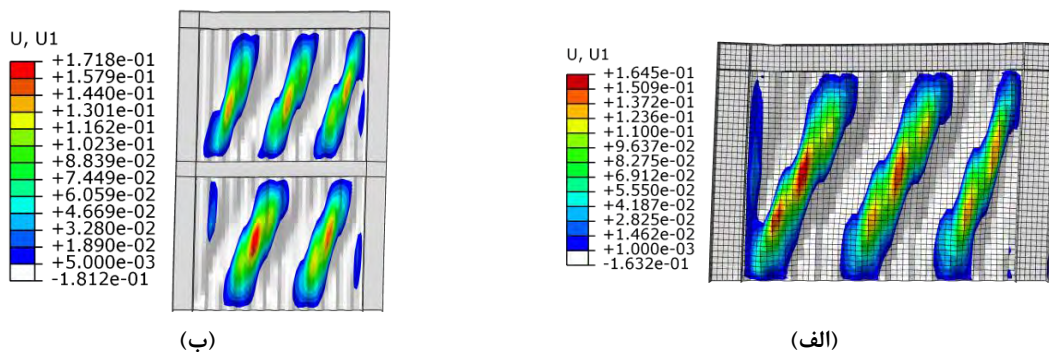 U, U1
+1.718e-01
+1.579e-01
+1.440e-01
+1.301e-01
+1.162e-01
+1.023e-01
+8.839e-02
+7.449e-02
+6.059e-02
+4.669e-02
+3.280e-02
+1.890e-02
+5.000e-03
-1.812e-01
(ب)
U, U1
+1.645e-01
+1.509e-01
+1.372e-01
+1.236e-01
+1.100e-01
+9.637e-02
+8.275e-02
+6.912e-02
+5.550e-02
+4.187e-02
+2.825e-02
+1.462e-02
+1.000e-03
-1.632e-01
(الف)